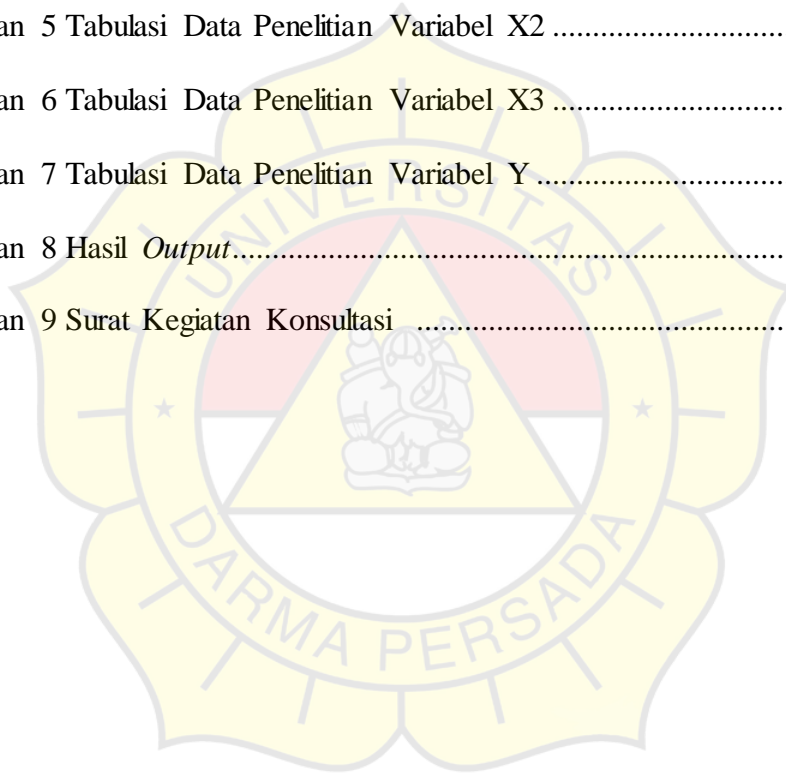 an 5 Tabulasi Data Penelitian Variabel X2 .............................
an 6 Tabulasi Data Penelitian Variabel X3 .............................
an 7 Tabulasi Data Penelitian Variabel Y ...............................
an 8 Hasil Output.....................................................................
an 9 Surat Kegiatan Konsultasi ..............................................
UNIVERSITAS
DARMA PERSADA